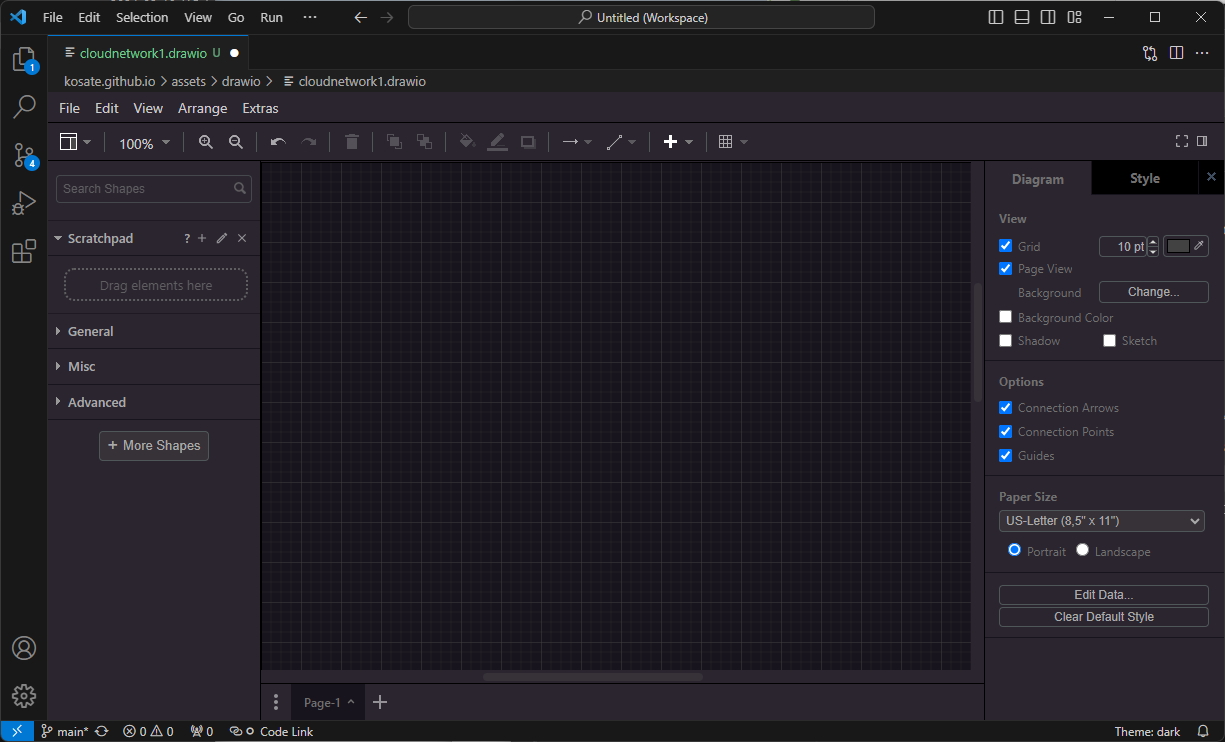 File Edit Selection View Go Run ···
Untitled (Workspace)
cloudnetwork1.drawio U
1
kosate.github.io > assets > drawio > cloudnetwork1.drawio
File Edit View Arrange Extras
100%
4
Search Shapes
Diagram Style
Scratchpad ?
View
Grid 10 pt
Page View
Drag elements here
Background Change...
Background Color
General
Shadow Sketch
Misc
Options
Advanced
Connection Arrows
Connection Points
More Shapes
Guides
Paper Size
US-Letter (8,5" x 11")
Portrait Landscape
Edit Data...
Clear Default Style
Page-1
main* 0 0 0 Code Link Theme: dark